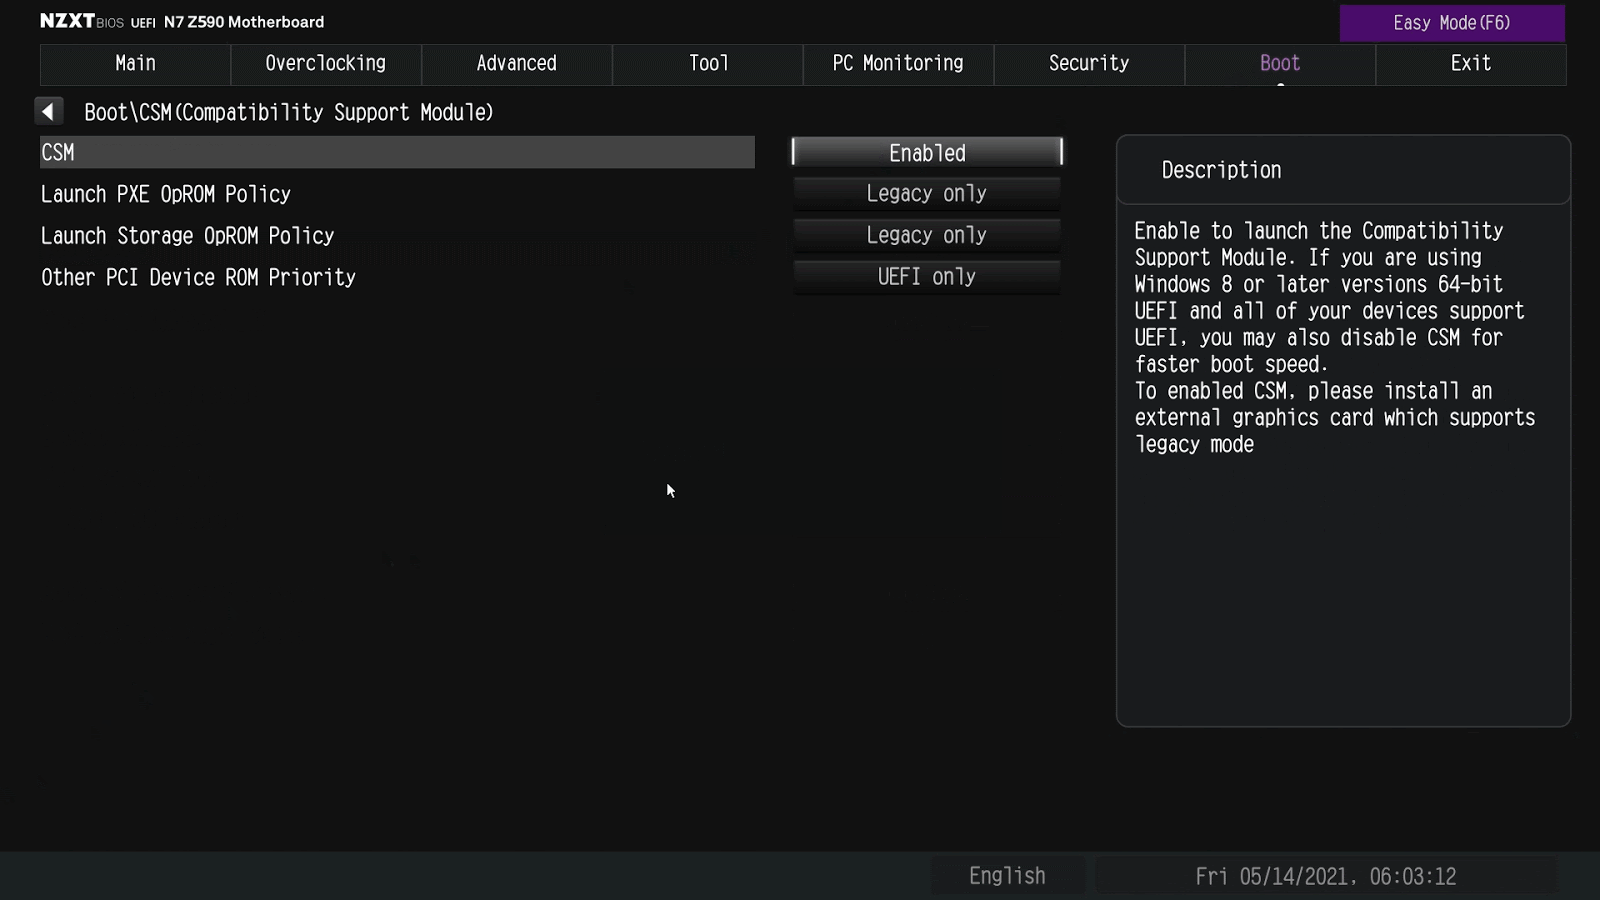 NZXT BIOS UEFI N7 Z590 Motherboard
Easy Mode(F6)
Main Overclocking Advanced Tool PC Monitoring Security Boot Exit
Boot\CSM(Compatibility Support Module)
CSM Enabled
Launch PXE OpROM Policy Legacy only
Launch Storage OpROM Policy Legacy only
Other PCI Device ROM Priority UEFI only
Description
Enable to launch the Compatibility
Support Module. If you are using
Windows 8 or later versions 64-bit
UEFI and all of your devices support
UEFI, you may also disable CSM for
faster boot speed.
To enabled CSM, please install an
external graphics card which supports
legacy mode
English Fri 05/14/2021, 06:03:12